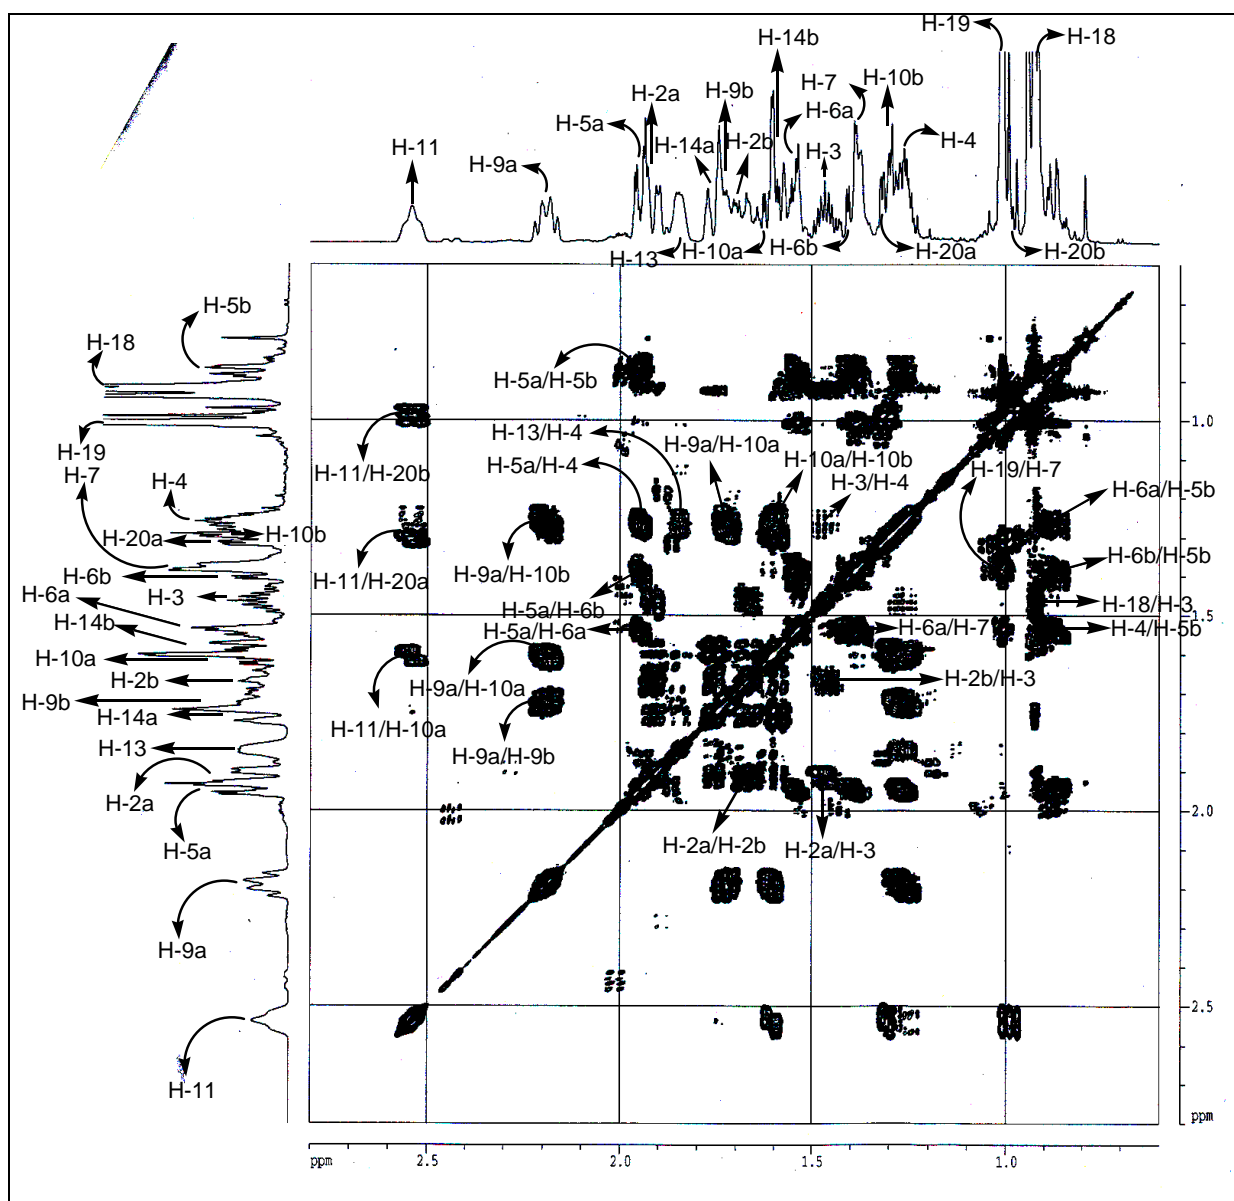 H-19
H-18
H-14b
H-7
H-10b
H-9b
H-2a
H-6a
H-5a
H-14a
H-2b
H-3
H-4
H-11
H-9a
H-13
H-10a
H-6b
H-20a
H-20b
H-5b
H-18
H-19
H-7
H-4
H-20a
H-10b
H-6b
H-6a
H-3
H-14b
H-10a
H-2b
H-9b
H-14a
H-13
H-2a
H-5a
H-9a
H-11
H-5a/H-5b
H-13/H-4
H-9a/H-10a
H-5a/H-4
H-10a/H-10b
H-11/H-20b
H-19/H-7
H-3/H-4
H-6a/H-5b
H-11/H-20a
H-9a/H-10b
H-6b/H-5b
H-5a/H-6b
H-18/H-3
H-5a/H-6a
H-6a/H-7
H-4/H-5b
H-9a/H-10a
H-2b/H-3
H-11/H-10a
H-9a/H-9b
H-2a/H-2b
H-2a/H-3
1.0
1.5
2.0
2.5
ppm
ppm 2.5 2.0 1.5 1.0